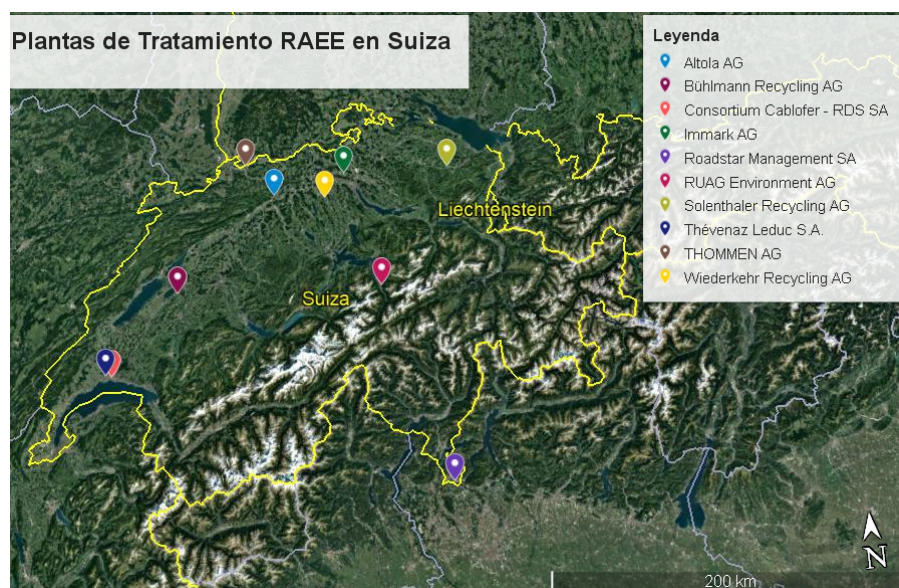 Plantas de Tratamiento RAEE en Suiza
Leyenda
Altola AG
Bühlmann Recycling AG
Consortium Cablofer - RDS SA
Immark AG
Roadstar Management SA
RUAG Environment AG
Solenthaler Recycling AG
Thévenaz Leduc S.A.
THOMMEN AG
Wiederkehr Recycling AG
Liechtenstein
Suiza
N
200 km